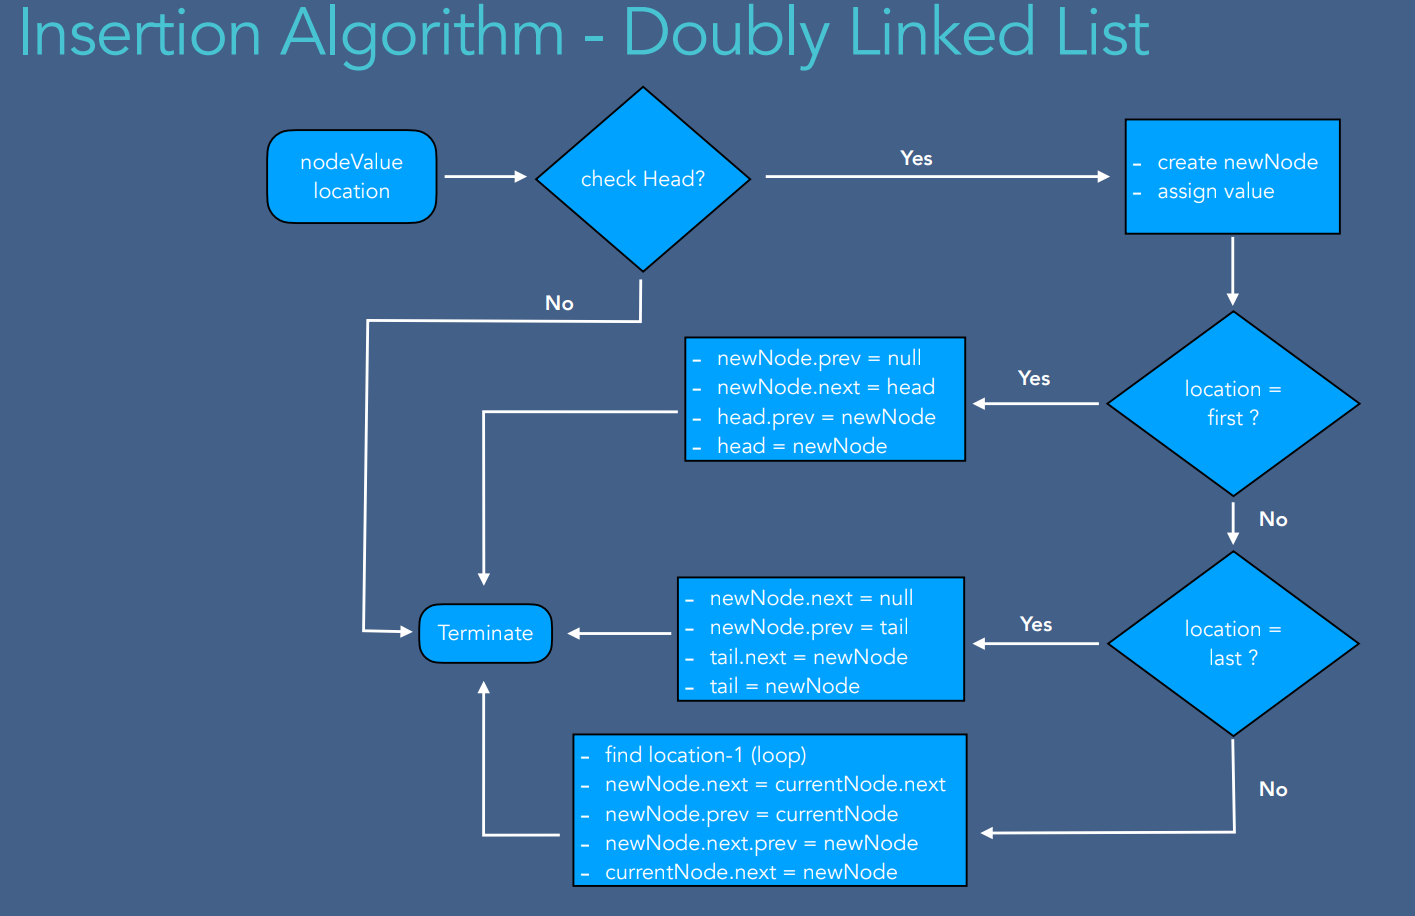 Insertion Algorithm - Doubly Linked List
nodeValue
location
check Head?
Yes
- create newNode
- assign value
No
- newNode.prev = null
- newNode.next = head
- head.prev = newNode
- head = newNode
Yes
location =
first ?
No
Terminate
- newNode.next = null
- newNode.prev = tail
- tail.next = newNode
- tail = newNode
Yes
location =
last ?
- find location-1 (loop)
- newNode.next = currentNode.next
- newNode.prev = currentNode
- newNode.next.prev = newNode
- currentNode.next = newNode
No